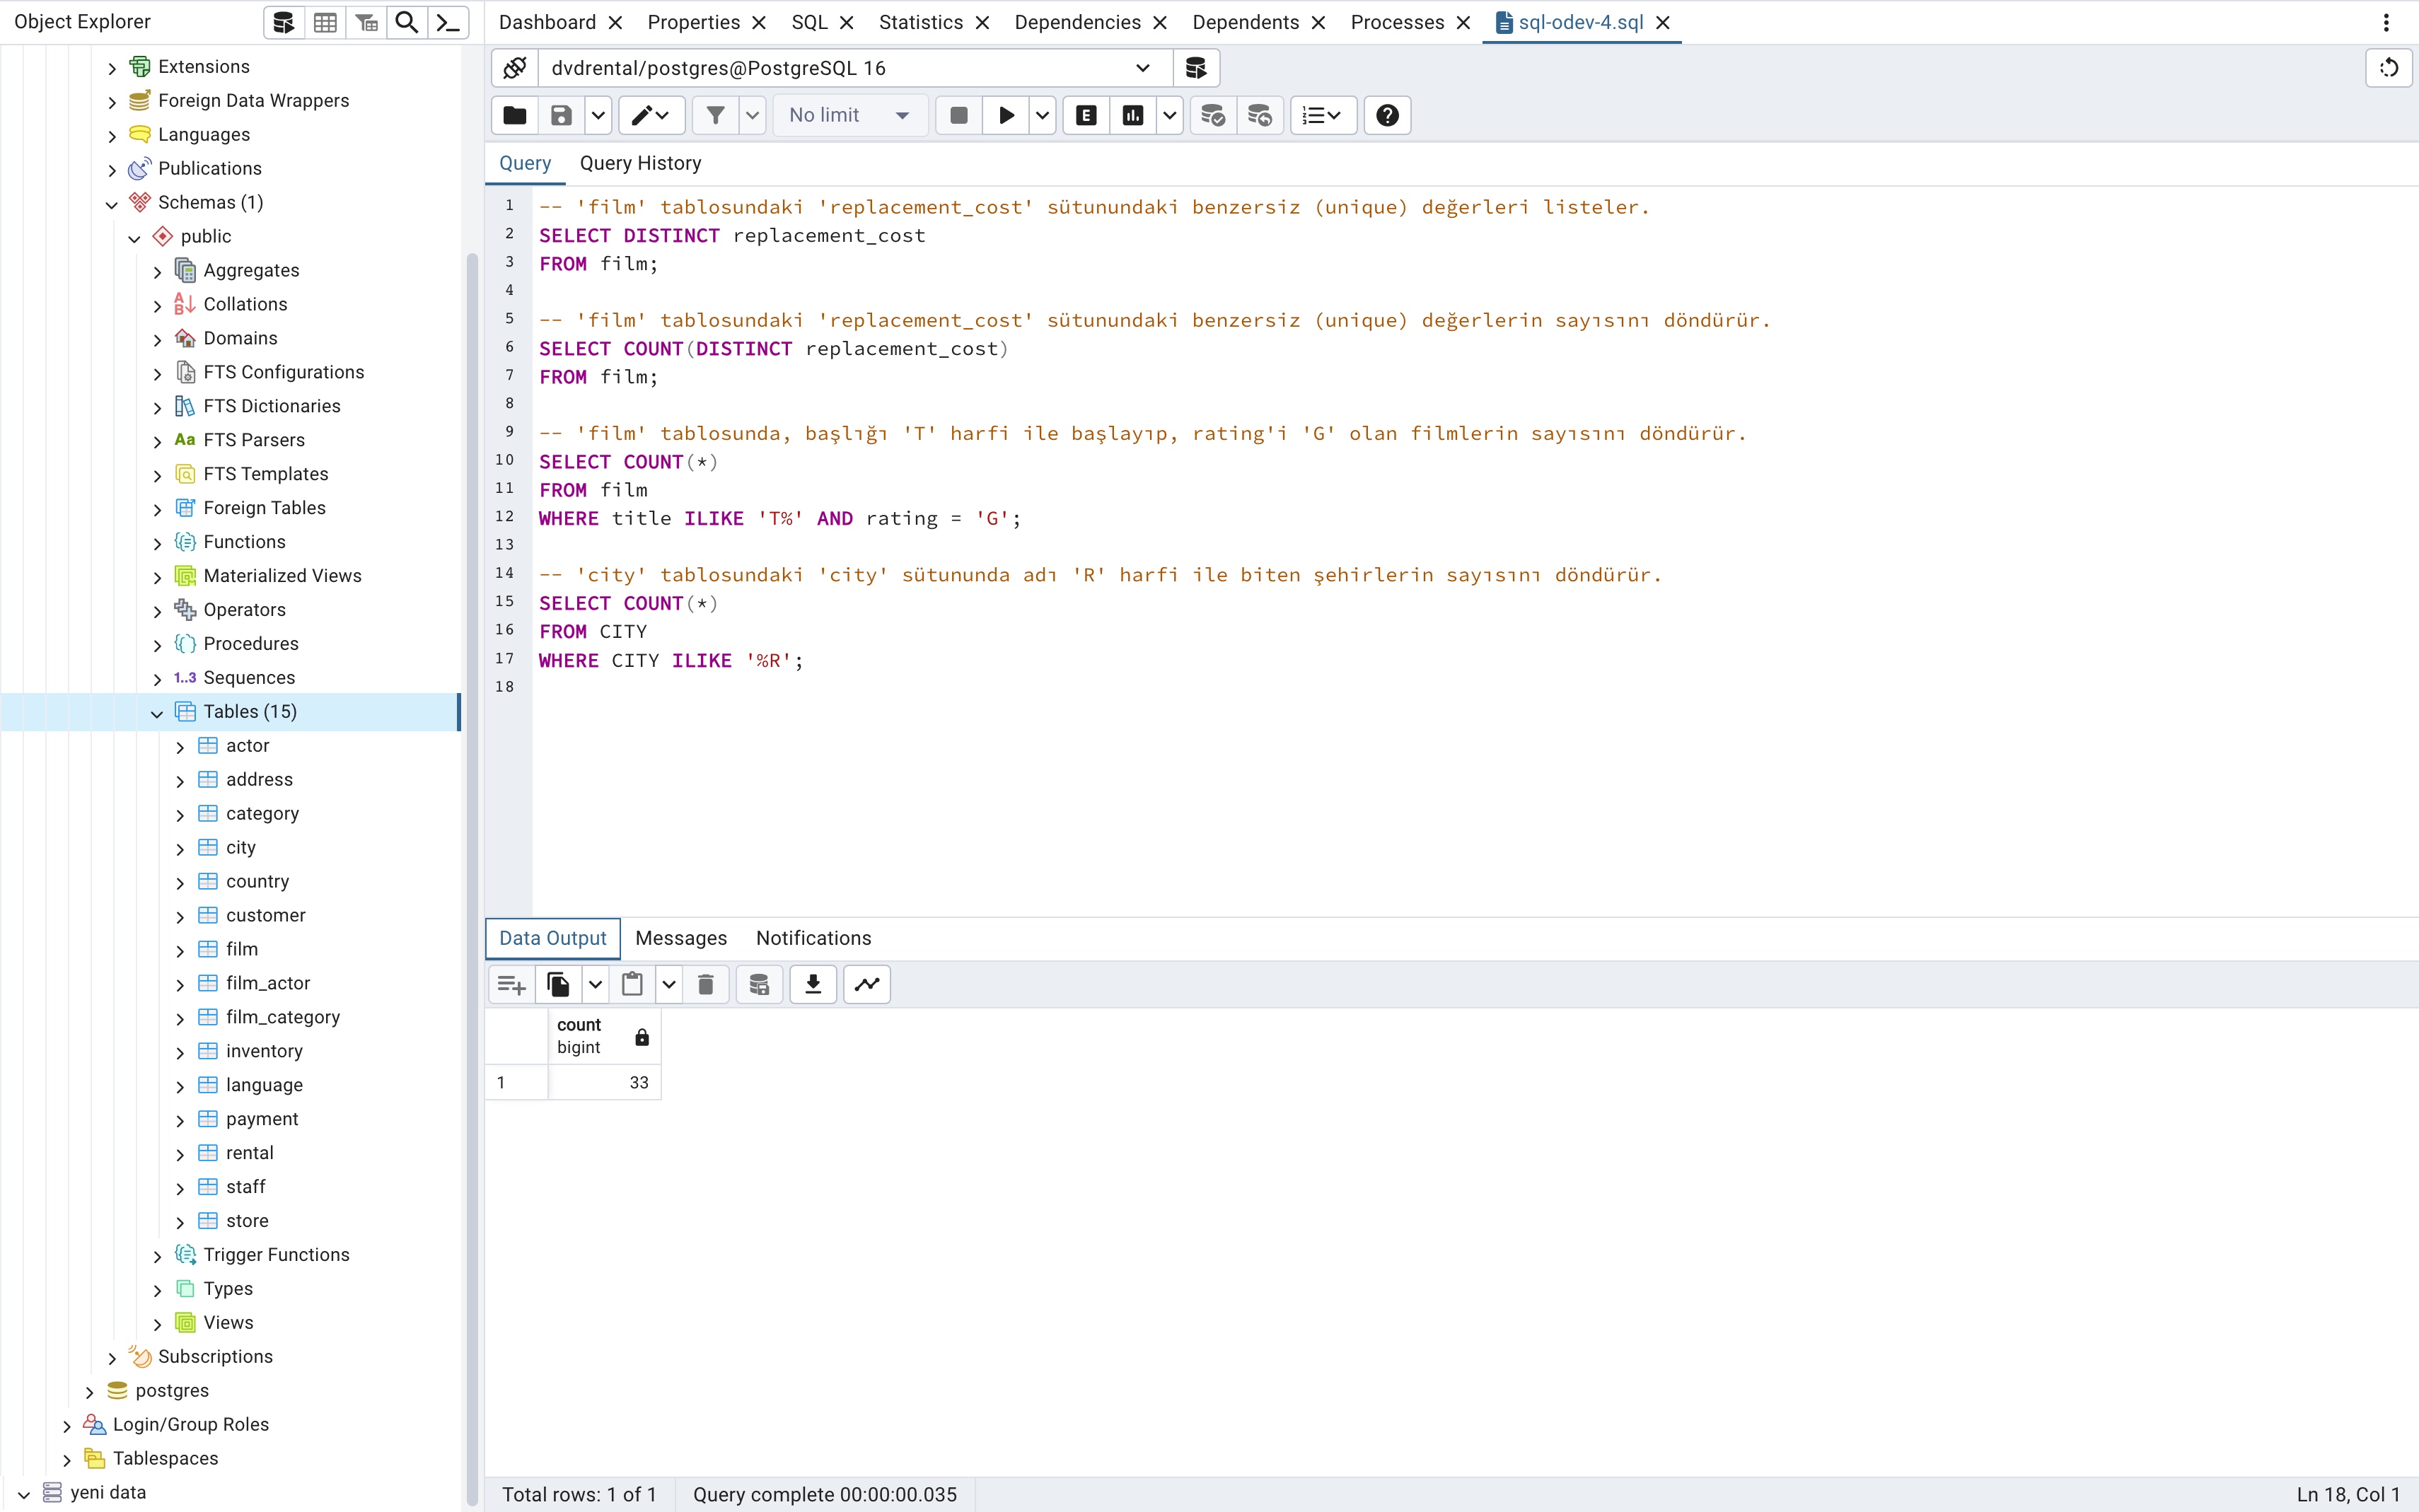 Object Explorer
Extensions
Foreign Data Wrappers
Languages
Publications
Schemas (1)
public
Aggregates
Collations
Domains
FTS Configurations
FTS Dictionaries
Aa FTS Parsers
FTS Templates
Foreign Tables
Functions
Materialized Views
Operators
Procedures
1..3 Sequences
Tables (15)
actor
address
category
city
country
customer
film
film_actor
film_category
inventory
language
payment
rental
staff
store
Trigger Functions
Types
Views
Subscriptions
postgres
Login/Group Roles
Tablespaces
yeni data
Dashboard Properties SQL Statistics Dependencies Dependents Processes sql-odev-4.sql
dvdrental/postgres@PostgreSQL 16
No limit E
Query Query History
1 -- 'film' tablosundaki 'replacement_cost' sütunundaki benzersiz (unique) değerleri listeler.
2 SELECT DISTINCT replacement_cost
3 FROM film;
4
5 -- 'film' tablosundaki 'replacement_cost' sütunundaki benzersiz (unique) değerlerin sayısını döndürür.
6 SELECT COUNT(DISTINCT replacement_cost)
7 FROM film;
8
9 -- 'film' tablosunda, başlığı 'T' harfi ile başlayıp, rating'i 'G' olan filmlerin sayısını döndürür.
10 SELECT COUNT(*)
11 FROM film
12 WHERE title ILIKE 'T%' AND rating = 'G';
13
14 -- 'city' tablosundaki 'city' sütununda adı 'R' harfi ile biten şehirlerin sayısını döndürür.
15 SELECT COUNT(*)
16 FROM CITY
17 WHERE CITY ILIKE '%R';
18
Data Output Messages Notifications
count
bigint
1 33
Total rows: 1 of 1 Query complete 00:00:00.035 Ln 18, Col 1